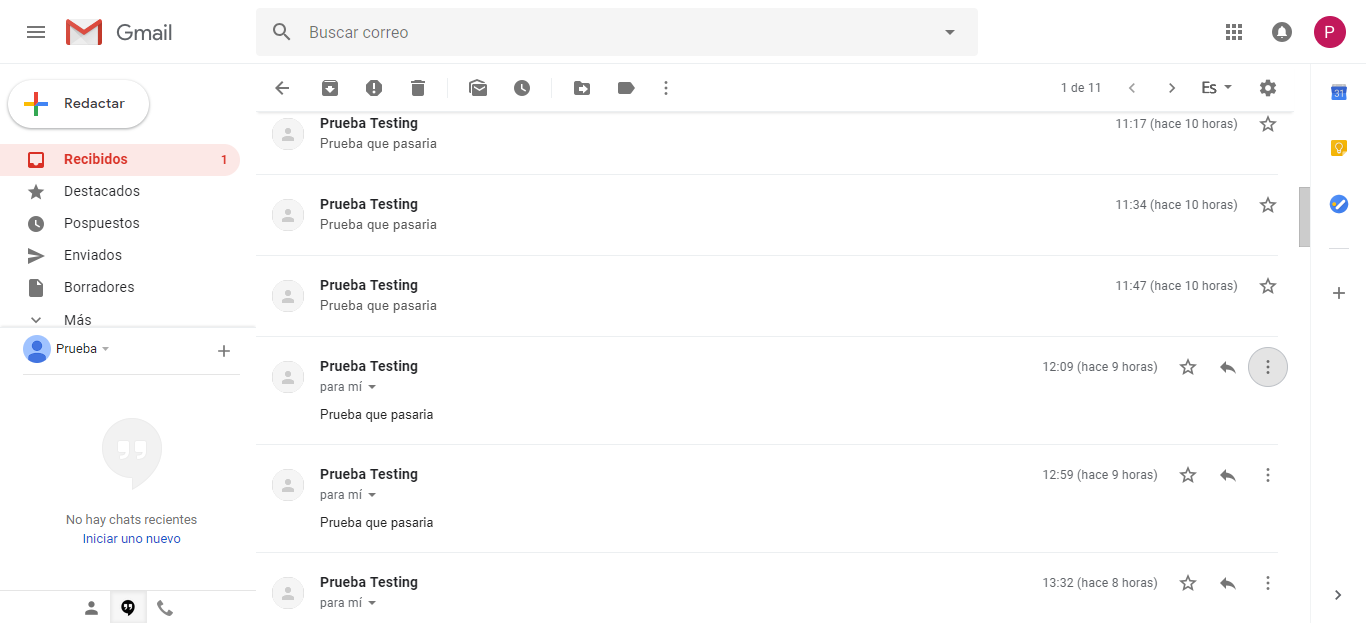 Gmail
Buscar correo
P
Redactar
1 de 11
Es
31
Recibidos 1
Destacados
Pospuestos
Enviados
Borradores
Más
Prueba
No hay chats recientes
Iniciar uno nuevo
Prueba Testing 11:17 (hace 10 horas)
Prueba que pasaria
Prueba Testing 11:34 (hace 10 horas)
Prueba que pasaria
Prueba Testing 11:47 (hace 10 horas)
Prueba que pasaria
Prueba Testing 12:09 (hace 9 horas)
para mí
Prueba que pasaria
Prueba Testing 12:59 (hace 9 horas)
para mí
Prueba que pasaria
Prueba Testing 13:32 (hace 8 horas)
para mí